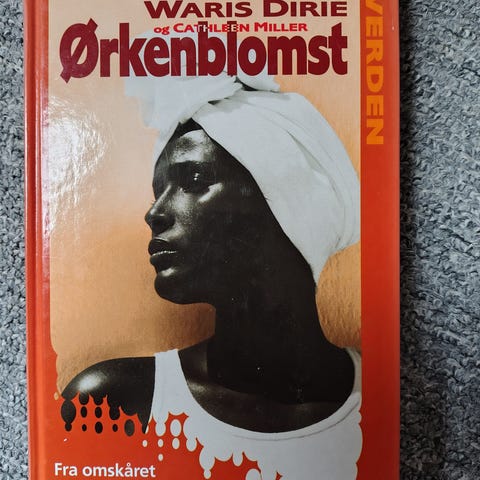 WARIS DIRIE
OG CATHLEEN MILLER
Ørkenblomst
VERDEN
Fra omskåret